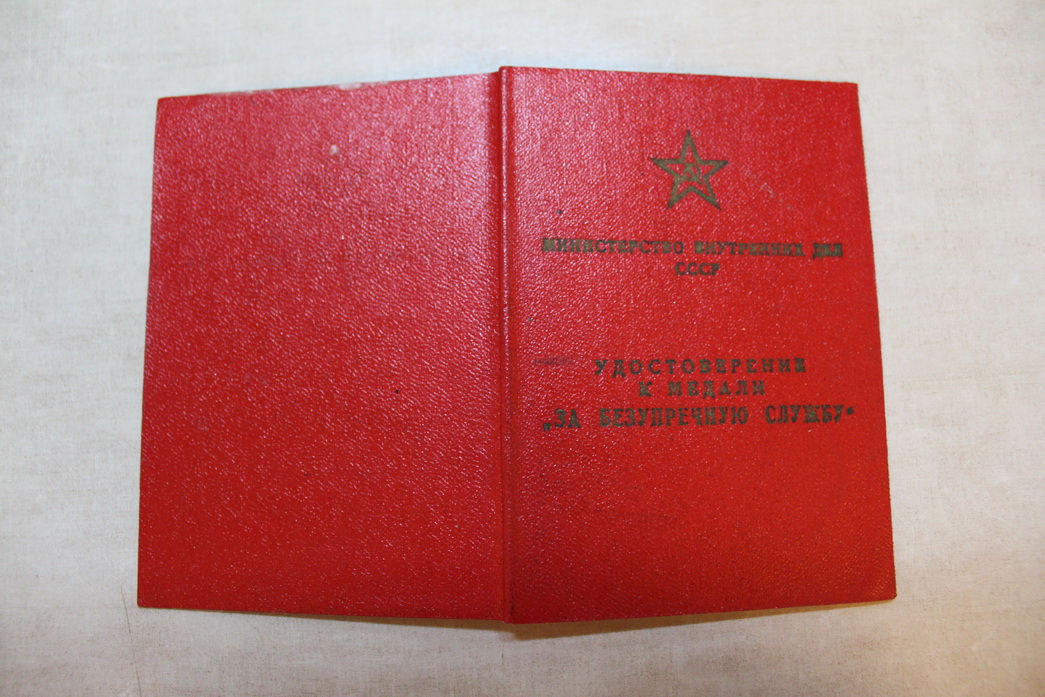 МИНИСТЕРСТВО ВНУТРЕННИХ ДЕЛ
СССР
УДОСТОВЕРЕНИЕ
К МЕДАЛИ
„ЗА БЕЗУПРЕЧНУЮ СЛУЖБУ“